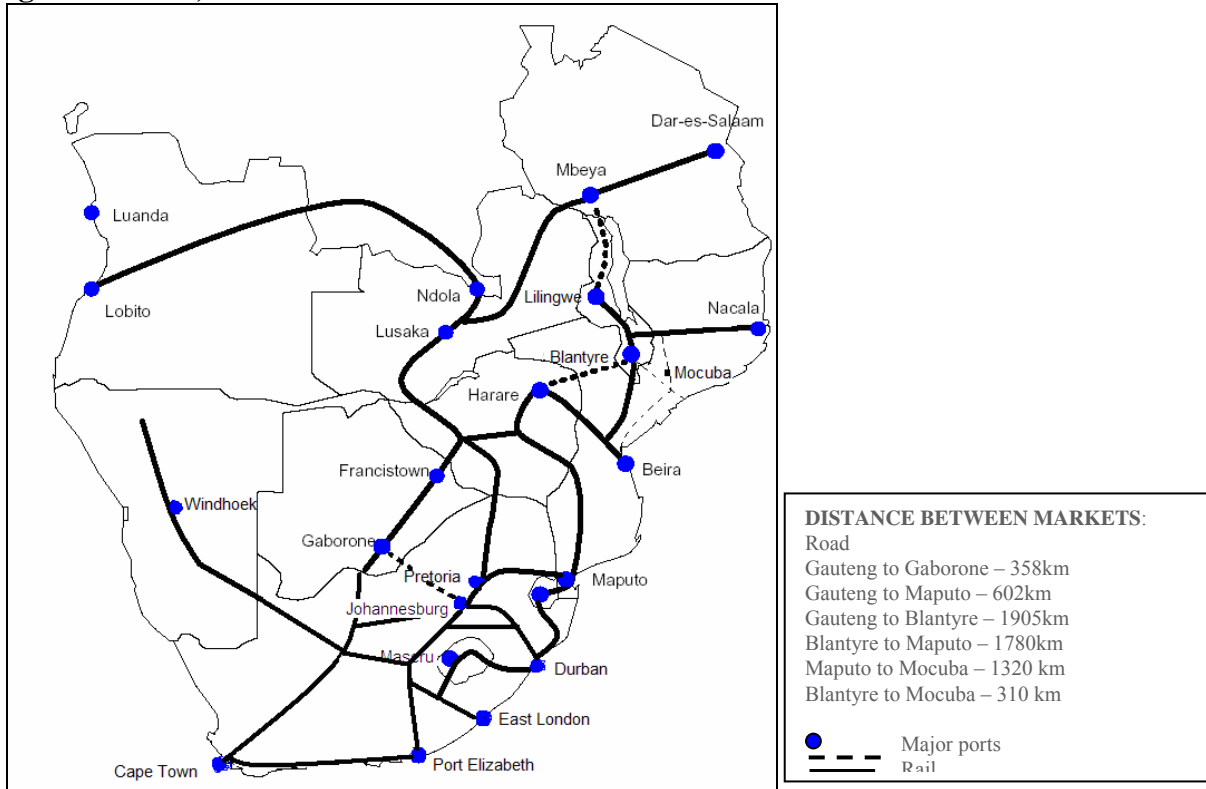 Dar-es-Salaam
Mbeya
Luanda
Ndola
Lilingwe
Nacala
Lobito
Lusaka
Blantyre
Mocuba
Harare
Francistown
Beira
Windhoek
Gaborone
Pretoria
Maputo
Johannesburg
Maseru
Durban
East London
Port Elizabeth
Cape Town
DISTANCE BETWEEN MARKETS:
Road
Gauteng to Gaborone – 358km
Gauteng to Maputo – 602km
Gauteng to Blantyre – 1905km
Blantyre to Maputo – 1780km
Maputo to Mocuba – 1320 km
Blantyre to Mocuba – 310 km
Major ports
Rail